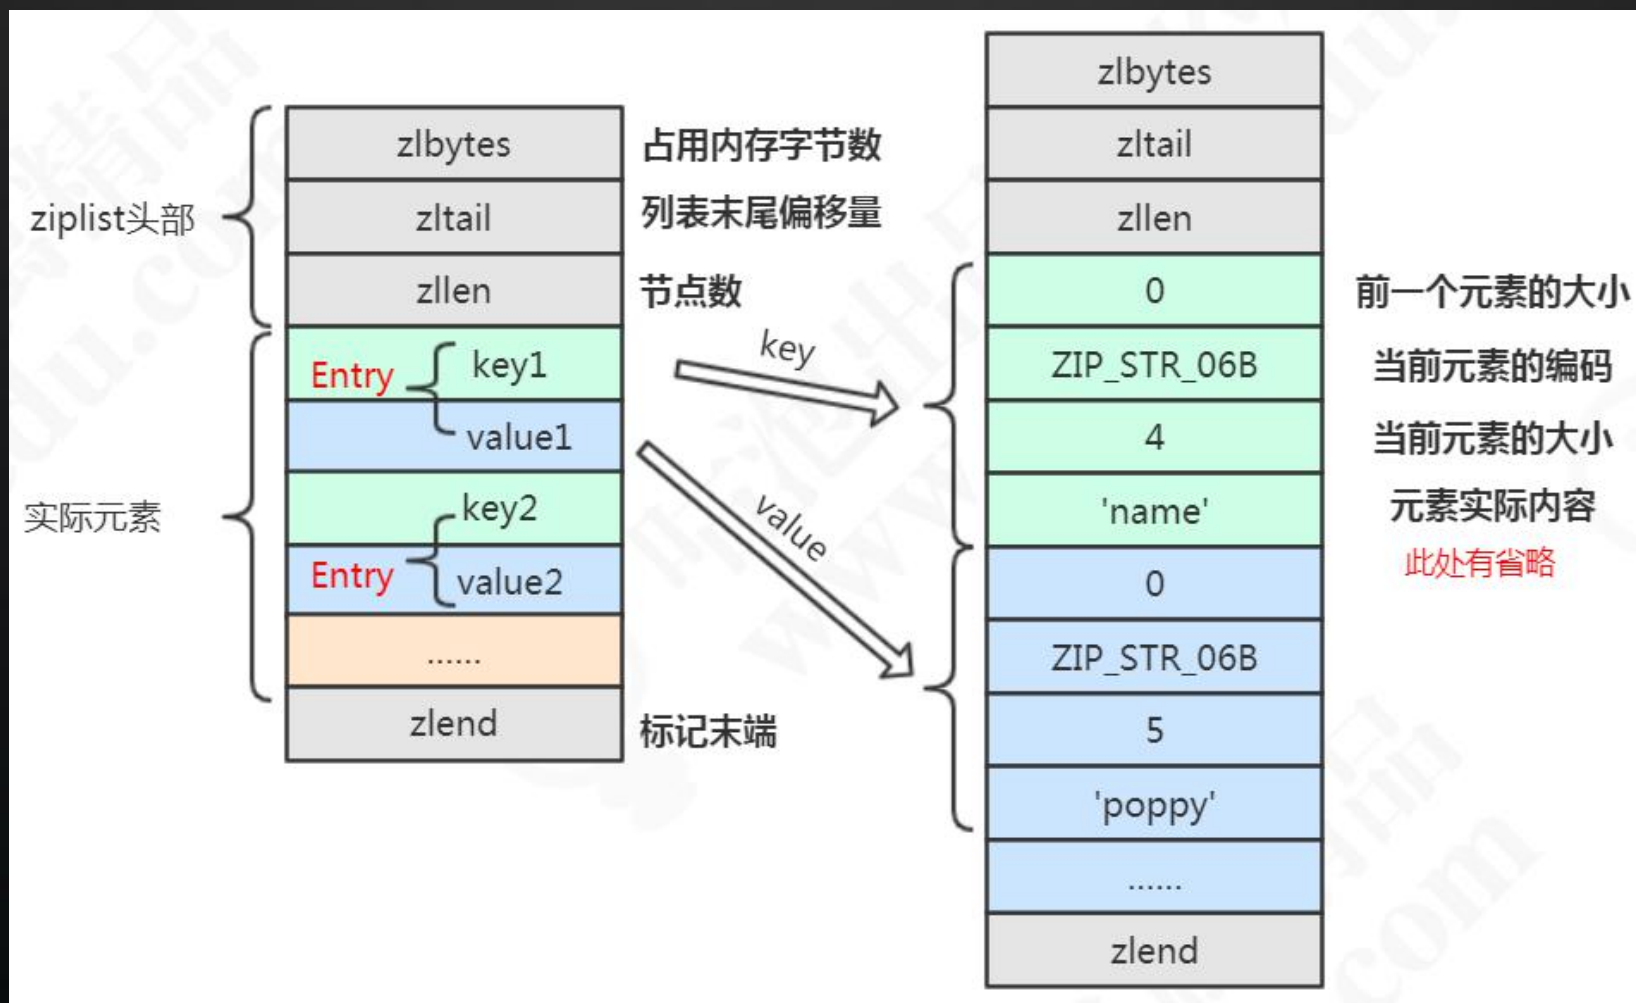 ziplist头部
zlbytes
占用内存字节数
zltail
列表末尾偏移量
zllen
节点数
实际元素
Entry
key1
value1
key2
Entry
value2
......
zlend
标记末端
key
value
zlbytes
zltail
zllen
0
前一个元素的大小
ZIP_STR_06B
当前元素的编码
4
当前元素的大小
'name'
元素实际内容
此处有省略
0
ZIP_STR_06B
5
'poppy'
......
zlend